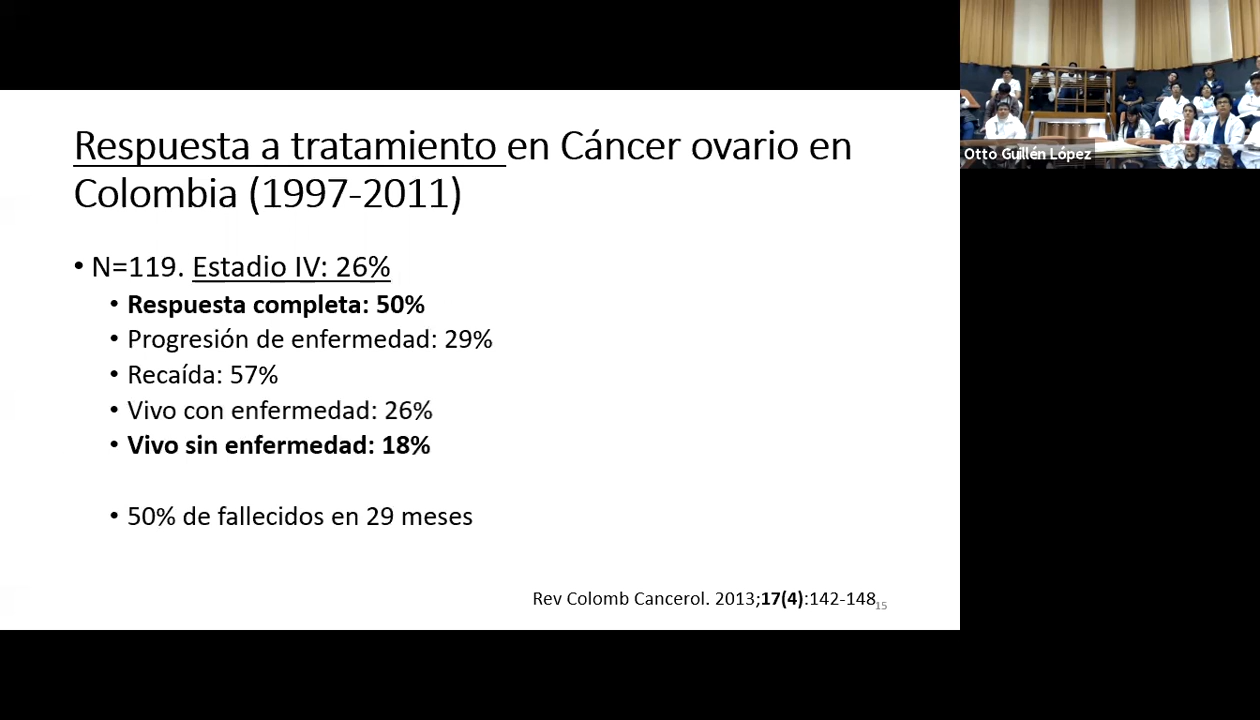 Respuesta a tratamiento en Cáncer ovario en
Colombia (1997-2011)
• N=119. Estadio IV: 26%
• Respuesta completa: 50%
• Progresión de enfermedad: 29%
• Recaída: 57%
• Vivo con enfermedad: 26%
• Vivo sin enfermedad: 18%
• 50% de fallecidos en 29 meses
Rev Colomb Cancerol. 2013;17(4):142-148
15
Otto Guillén López